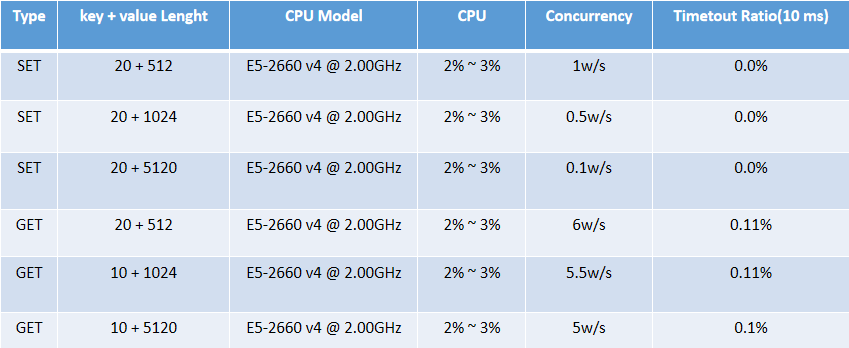 Type key + value Lenght CPU Model CPU Concurrency Timetout Ratio(10 ms)
SET 20 + 512 E5-2660 v4 @ 2.00GHz 2% ~ 3% 1w/s 0.0%
SET 20 + 1024 E5-2660 v4 @ 2.00GHz 2% ~ 3% 0.5w/s 0.0%
SET 20 + 5120 E5-2660 v4 @ 2.00GHz 2% ~ 3% 0.1w/s 0.0%
GET 20 + 512 E5-2660 v4 @ 2.00GHz 2% ~ 3% 6w/s 0.11%
GET 10 + 1024 E5-2660 v4 @ 2.00GHz 2% ~ 3% 5.5w/s 0.11%
GET 10 + 5120 E5-2660 v4 @ 2.00GHz 2% ~ 3% 5w/s 0.1%